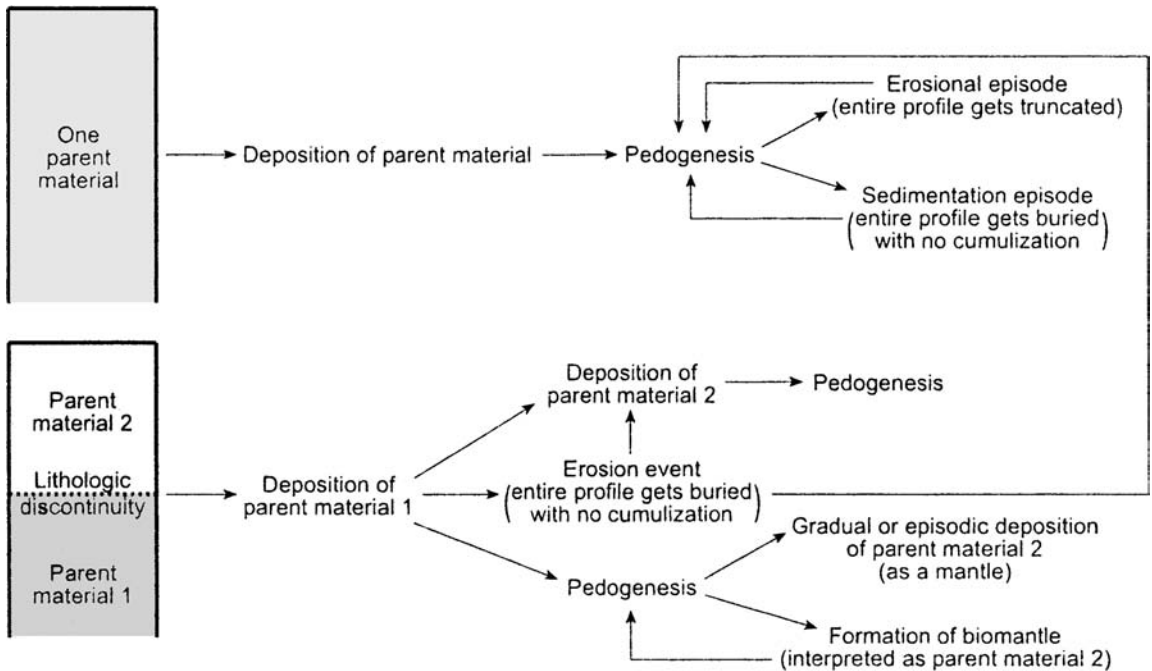 One
parent
material
Deposition of parent material
Pedogenesis
Erosional episode
(entire profile gets truncated)
Sedimentation episode
(entire profile gets buried
with no cumulization)
Parent
material 2
Lithologic
discontinuity
Parent
material 1
Deposition of
parent material 1
Deposition of
parent material 2
Pedogenesis
Erosion event
(entire profile gets buried
with no cumulization)
Pedogenesis
Gradual or episodic deposition
of parent material 2
(as a mantle)
Formation of biomantle
(interpreted as parent material 2)